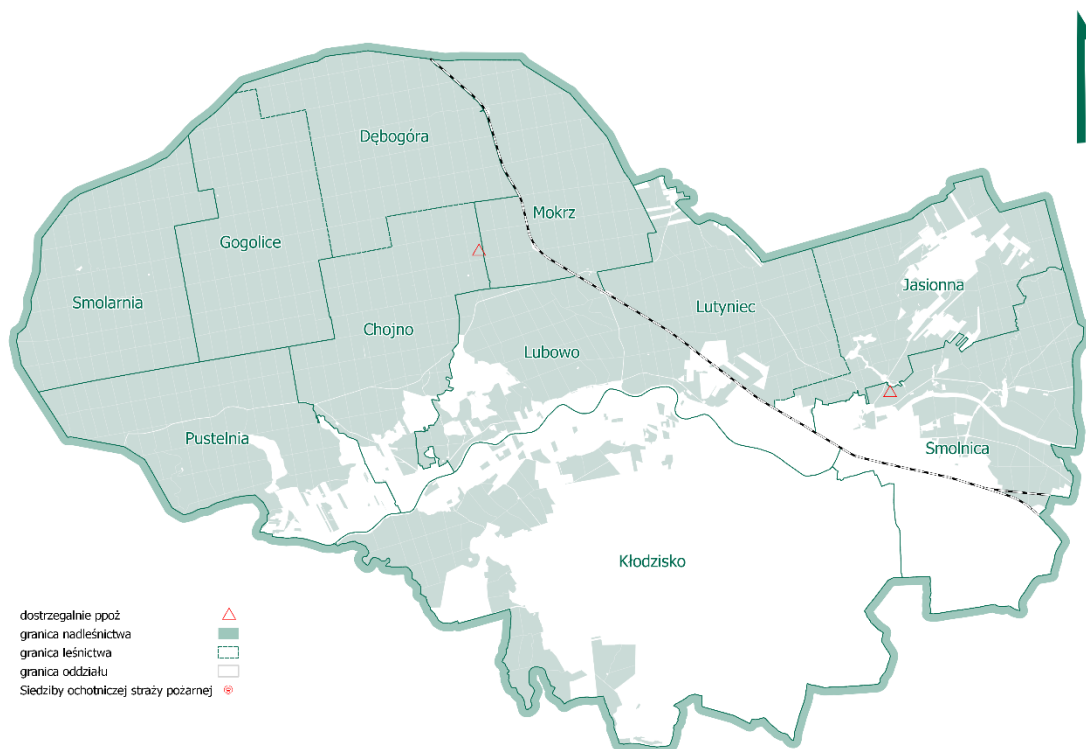 Dębogóra
Mokrz
Gogolice
Jasionna
Smolarnia
Lutyniec
Chojno
Lubowo
Pustelnia
Smolnica
Kłodzisko
dostrzegalnie ppoż
granica nadleśnictwa
granica leśnictwa
granica oddziału
Siedziby ochotniczej straży pożarnej